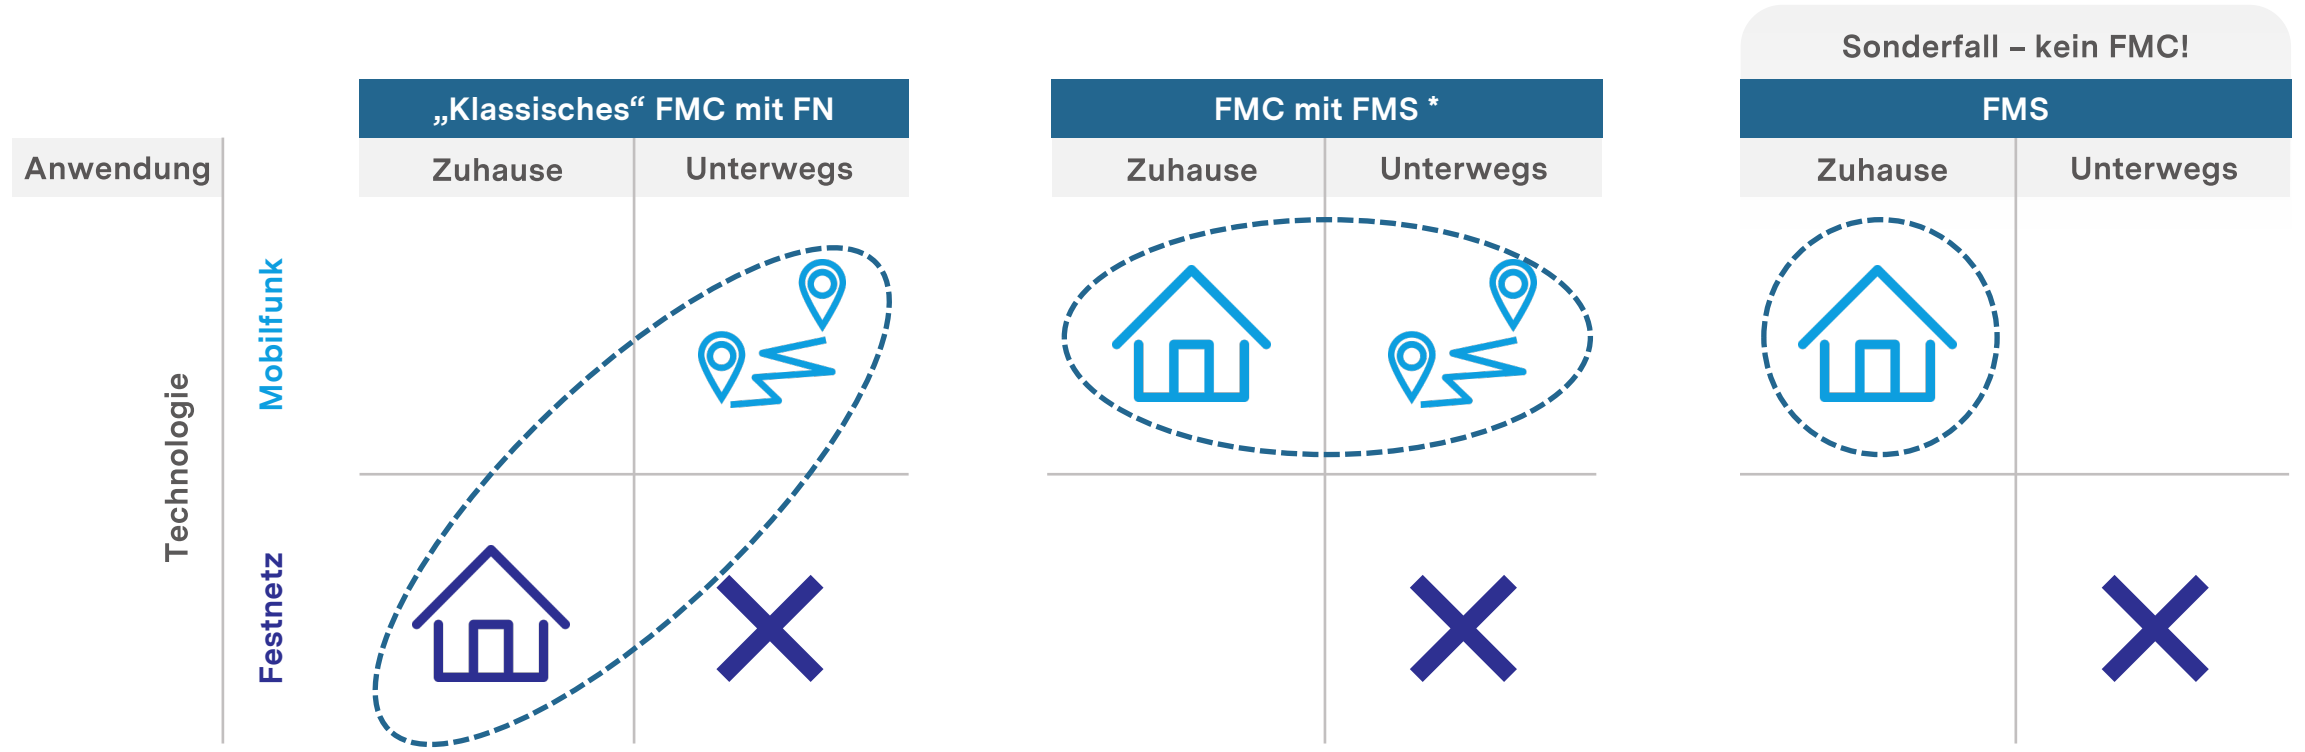 Sonderfall – kein FMC!
„Klassisches“ FMC mit FN
FMC mit FMS *
FMS
Anwendung
Zuhause
Unterwegs
Zuhause
Unterwegs
Zuhause
Unterwegs
Technologie
Mobilfunk
Festnetz